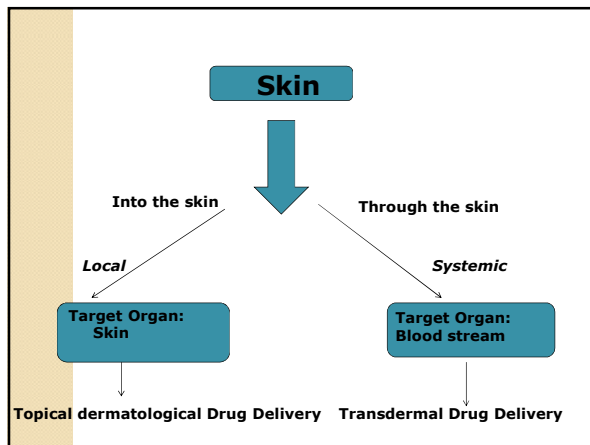 Skin
Into the skin
Through the skin
Local
Systemic
Target Organ:
Skin
Target Organ:
Blood stream
Topical dermatological Drug Delivery
Transdermal Drug Delivery